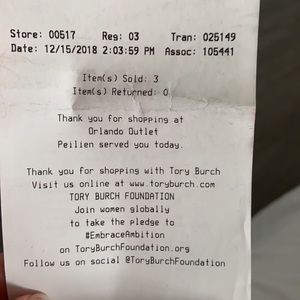 Store: 00517 Reg: 03 Tran: 025149
Date: 12/15/2018 2:03:59 PM Assoc: 105441
Item(s) Sold: 3
Item(s) Returned: 0
Thank you for shopping at
Orlando Outlet
Peilien served you today.
Thank you for shopping with Tory Burch
Visit us online at www.toryburch.com
TORY BURCH FOUNDATION
Join women globally
to take the pledge to
#EmbraceAmbition
on ToryBurchFoundation.org
Follow us on social @ToryBurchFoundation